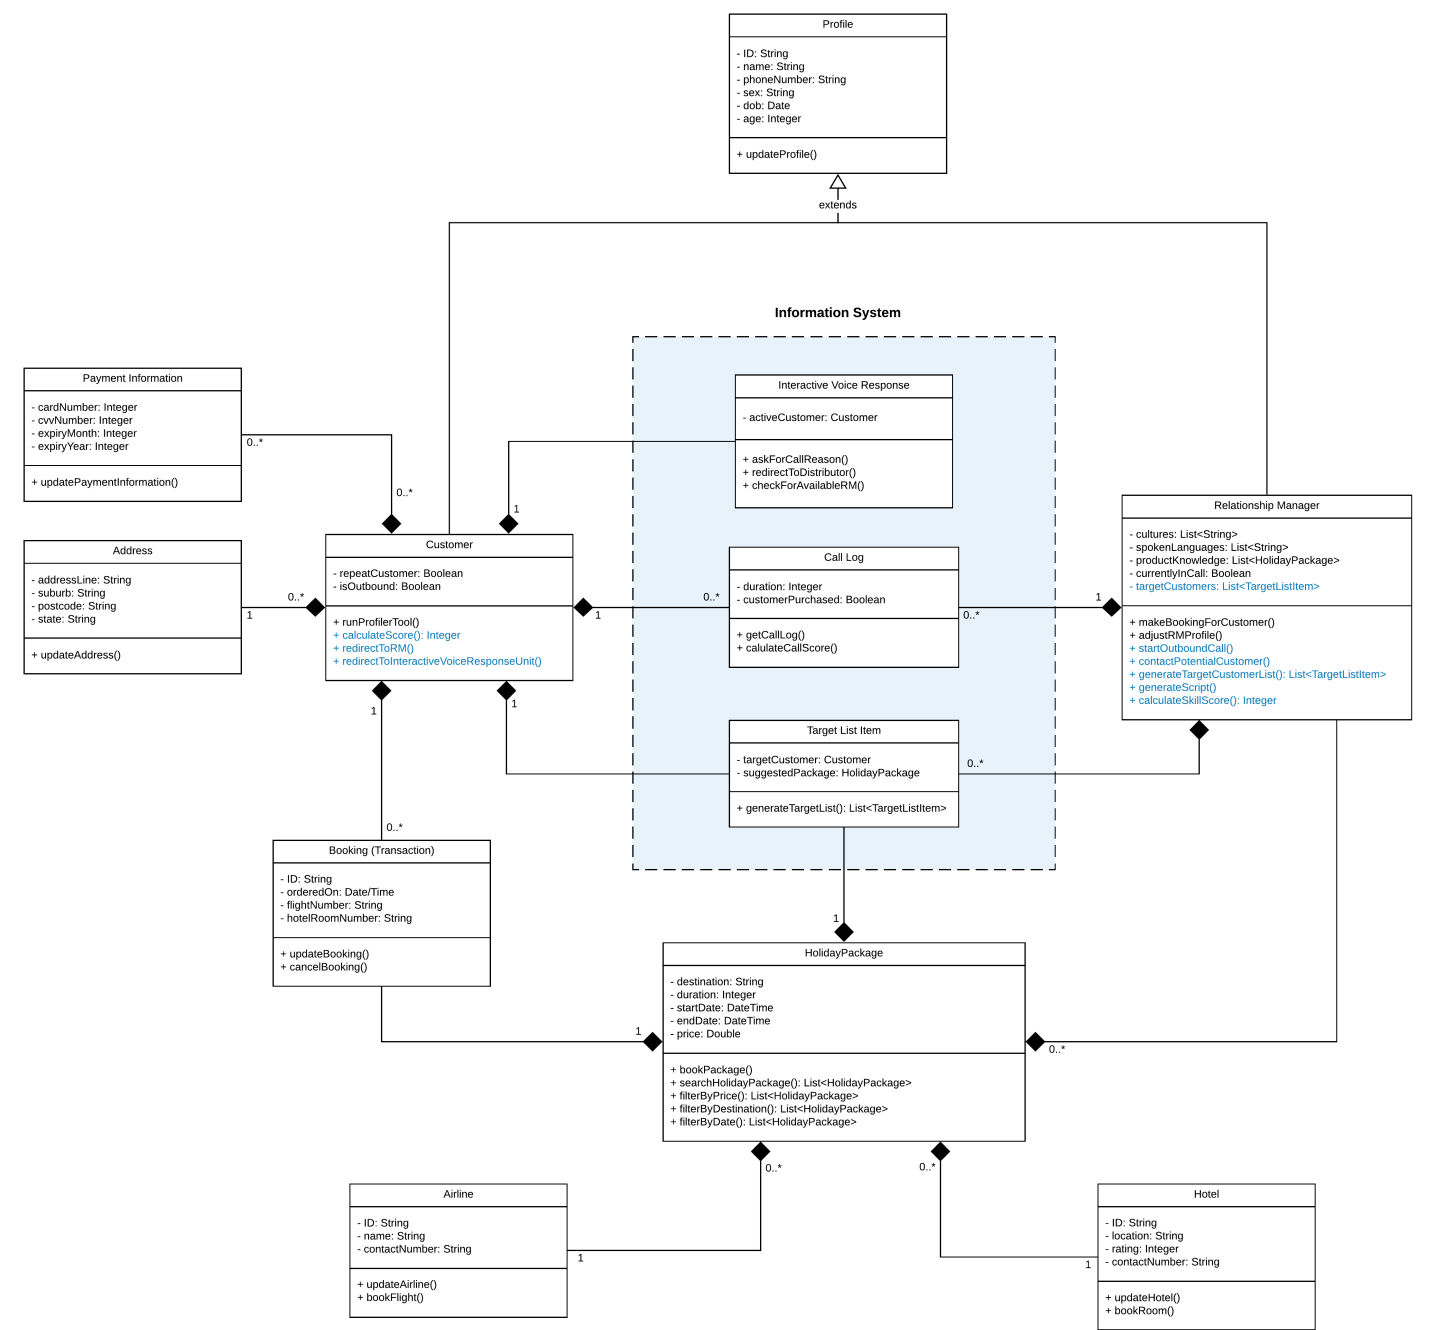 Profile
- ID: String
- name: String
- phoneNumber: String
- sex: String
- dob: Date
- age: Integer
+ updateProfile()
extends
Information System
Payment Information
- cardNumber: Integer
- cvvNumber: Integer
- expiryMonth: Integer
- expiryYear: Integer
+ updatePaymentInformation()
0..*
0..*
Interactive Voice Response
- activeCustomer: Customer
+ askForCallReason()
+ redirectToDistributor()
+ checkForAvailableRM()
1
Address
- addressLine: String
- suburb: String
- postcode: String
- state: String
+ updateAddress()
1
0..*
Customer
- repeatCustomer: Boolean
- isOutbound: Boolean
+ runProfilerTool()
+ calculateScore(): Integer
+ redirectToRM()
+ redirectToInteractiveVoiceResponseUnit()
1
0..*
Call Log
- duration: Integer
- customerPurchased: Boolean
+ getCallLog()
+ calulateCallScore()
0..*
1
Relationship Manager
- cultures: List<String>
- spokenLanguages: List<String>
- productKnowledge: List<HolidayPackage>
- currentlyInCall: Boolean
- targetCustomers: List<TargetListItem>
+ makeBookingForCustomer()
+ adjustRMProfile()
+ startOutboundCall()
+ contactPotentialCustomer()
+ generateTargetCustomerList(): List<TargetListItem>
+ generateScript()
+ calculateSkillScore(): Integer
1
1
Target List Item
- targetCustomer: Customer
- suggestedPackage: HolidayPackage
+ generateTargetList(): List<TargetListItem>
0..*
0..*
Booking (Transaction)
- ID: String
- orderedOn: Date/Time
- flightNumber: String
- hotelRoomNumber: String
+ updateBooking()
+ cancelBooking()
1
1
HolidayPackage
- destination: String
- duration: Integer
- startDate: DateTime
- endDate: DateTime
- price: Double
+ bookPackage()
+ searchHolidayPackage(): List<HolidayPackage>
+ filterByPrice(): List<HolidayPackage>
+ filterByDestination(): List<HolidayPackage>
+ filterByDate(): List<HolidayPackage>
0..*
0..*
0..*
Airline
- ID: String
- name: String
- contactNumber: String
+ updateAirline()
+ bookFlight()
1
Hotel
- ID: String
- location: String
- rating: Integer
- contactNumber: String
+ updateHotel()
+ bookRoom()
1